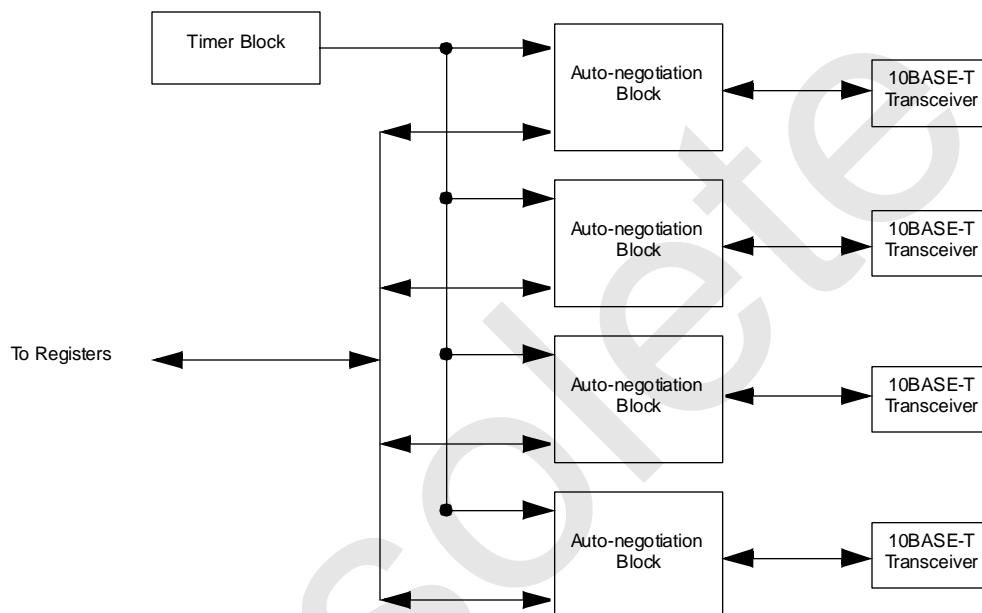 Timer Block
Auto-negotiation
Block
10BASE-T
Transceiver
Auto-negotiation
Block
10BASE-T
Transceiver
To Registers
Auto-negotiation
Block
10BASE-T
Transceiver
Auto-negotiation
Block
10BASE-T
Transceiver
solete